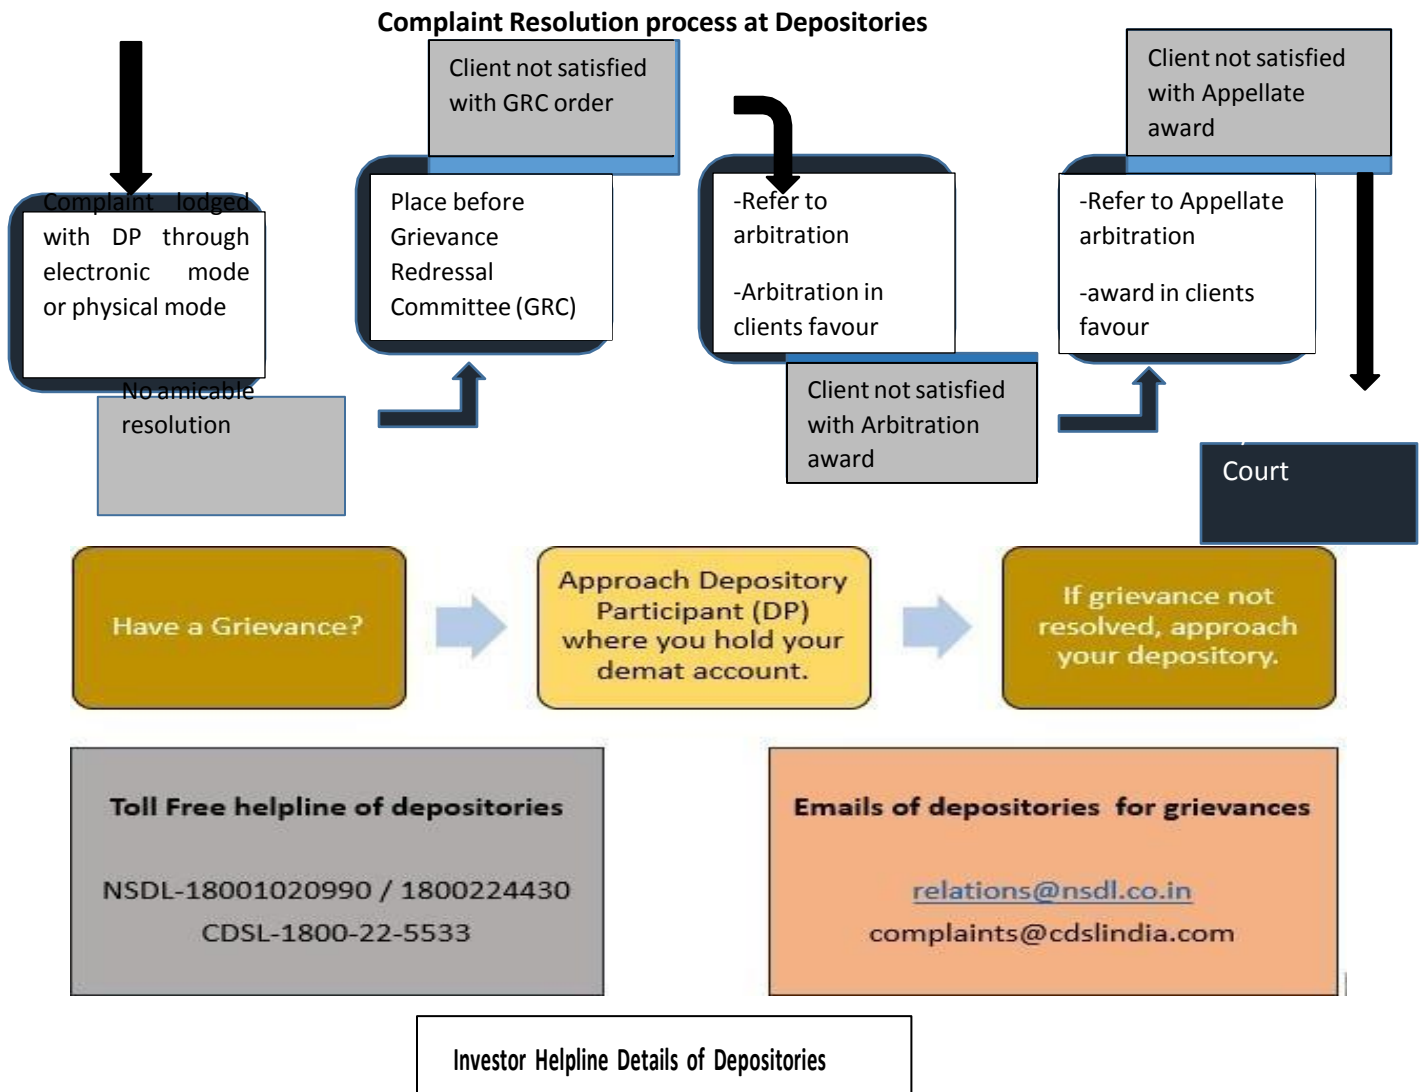 Complaint Resolution process at Depositories
Client not satisfied
with GRC order
Client not satisfied
with Appellate
award
Complaint lodged
with DP through
electronic mode
or physical mode
Place before
Grievance
Redressal
Committee (GRC)
-Refer to
arbitration
-Arbitration in
clients favour
-Refer to Appellate
arbitration
-award in clients
favour
No amicable
resolution
Client not satisfied
with Arbitration
award
Court
Have a Grievance?
Approach Depository
Participant (DP)
where you hold your
demat account.
If grievance not
resolved, approach
your depository.
Toll Free helpline of depositories
NSDL-18001020990 / 1800224430
CDSL-1800-22-5533
Emails of depositories for grievances
relations@nsdl.co.in
complaints@cdslindia.com
Investor Helpline Details of Depositories